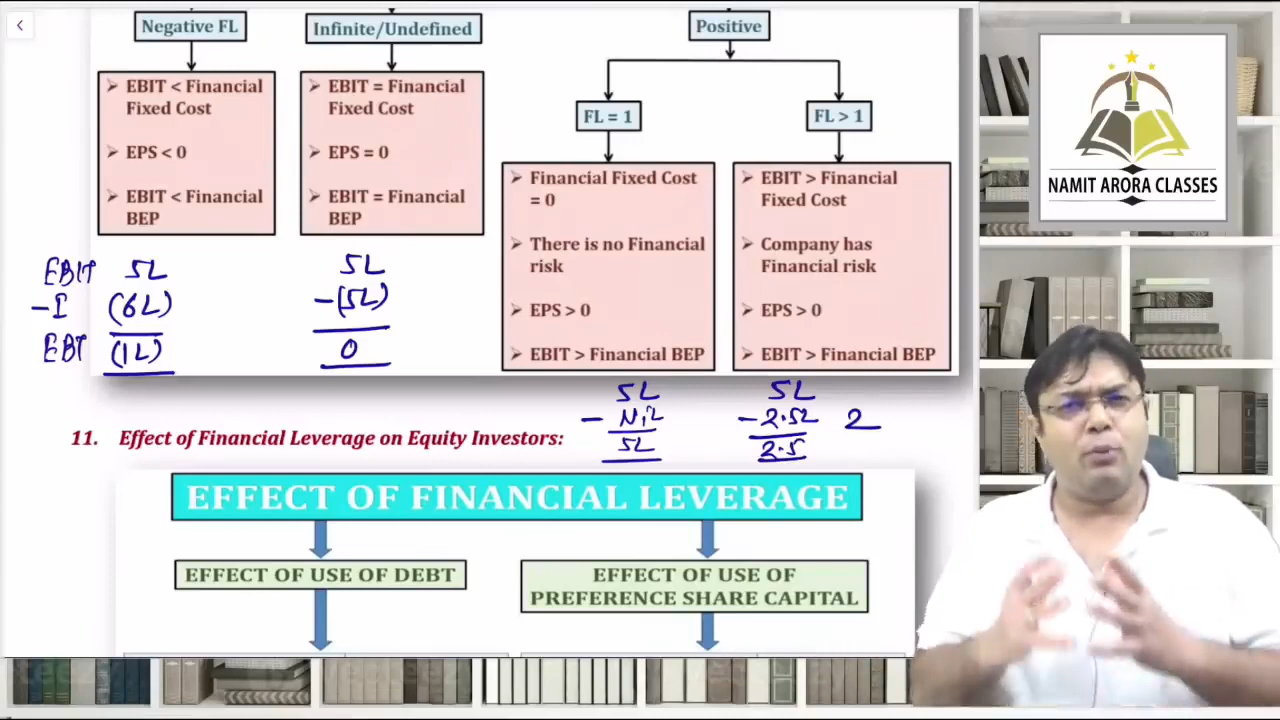 Negative FL
Infinite/Undefined
Positive
EBIT < Financial
Fixed Cost
EPS < 0
EBIT < Financial
BEP
EBIT = Financial
Fixed Cost
EPS = 0
EBIT = Financial
BEP
FL = 1
FL > 1
Financial Fixed Cost
= 0
There is no Financial
risk
EPS > 0
EBIT > Financial BEP
EBIT > Financial
Fixed Cost
Company has
Financial risk
EPS > 0
EBIT > Financial BEP
EBIT 5L 5L
-I (6L) -(5L)
EBT (1L) 0
5L 5L
- Nil -2.5L 2
5L 2.5
11. Effect of Financial Leverage on Equity Investors:
EFFECT OF FINANCIAL LEVERAGE
EFFECT OF USE OF DEBT
EFFECT OF USE OF
PREFERENCE SHARE CAPITAL
NAMIT ARORA CLASSES